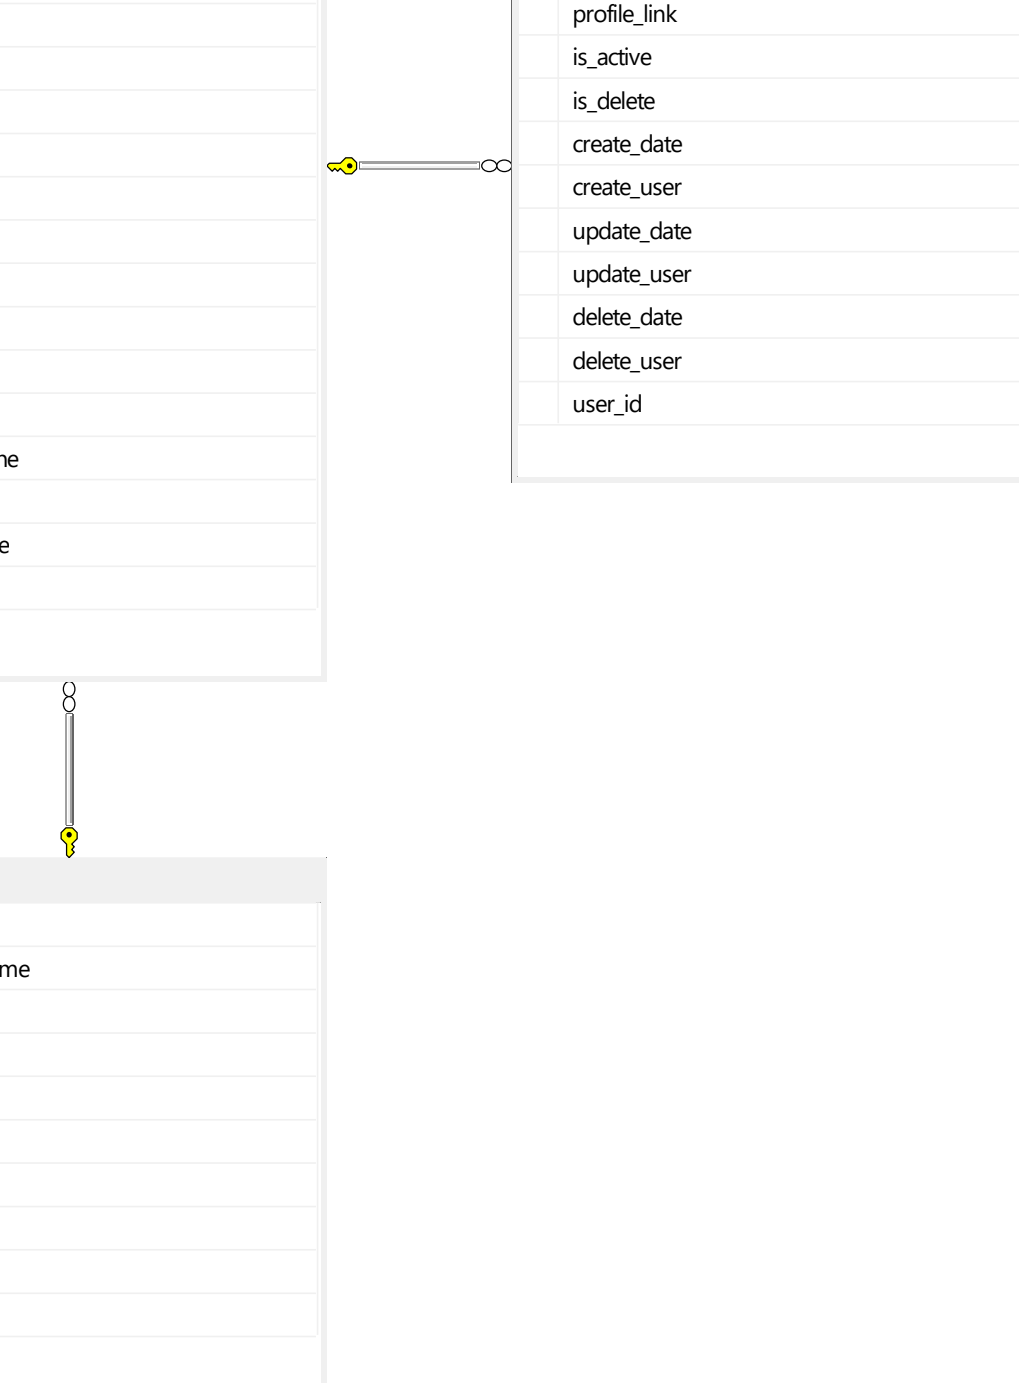 profile_link
is_active
is_delete
create_date
create_user
update_date
update_user
delete_date
delete_user
user_id